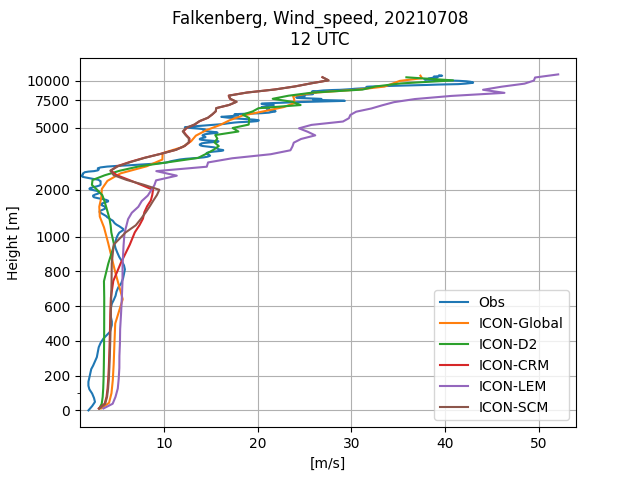 Falkenberg, Wind_speed, 20210708
12 UTC
10000
7500
5000
2000
1000
800
600
400
200
0
Height [m]
10
20
30
40
50
[m/s]
Obs
ICON-Global
ICON-D2
ICON-CRM
ICON-LEM
ICON-SCM